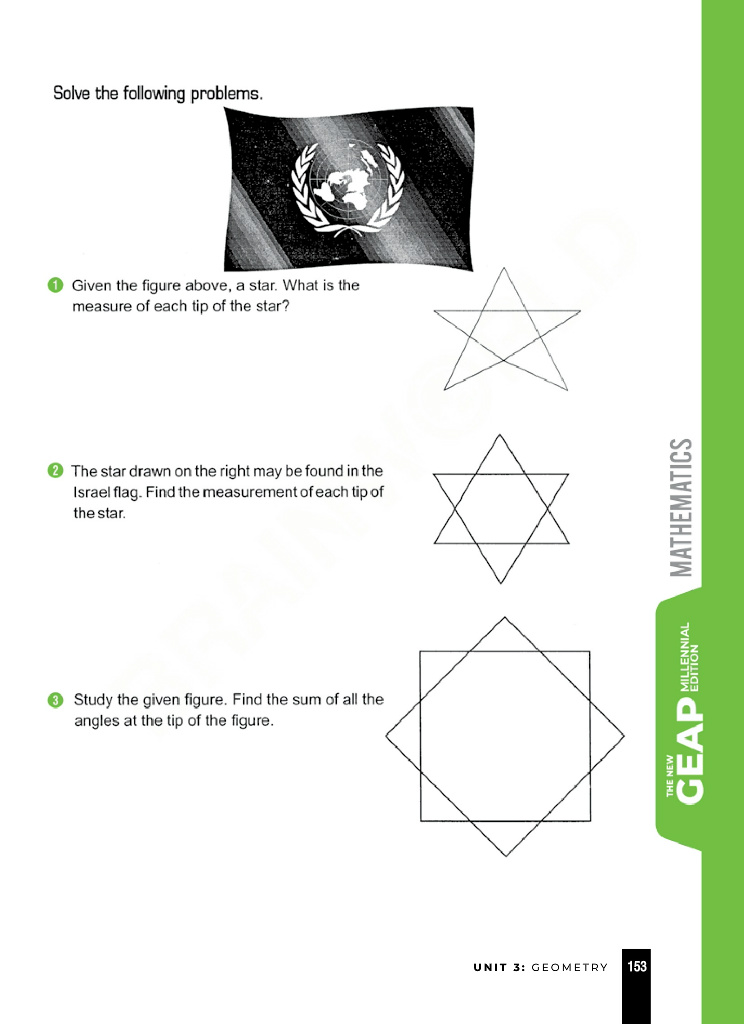 Solve the following problems.
1 Given the figure above, a star. What is the
measure of each tip of the star?
2 The star drawn on the right may be found in the
Israel flag. Find the measurement of each tip of
the star.
3 Study the given figure. Find the sum of all the
angles at the tip of the figure.
MATHEMATICS
THE NEW
GEAP
MILLENNIAL
EDITION
UNIT 3: GEOMETRY
153